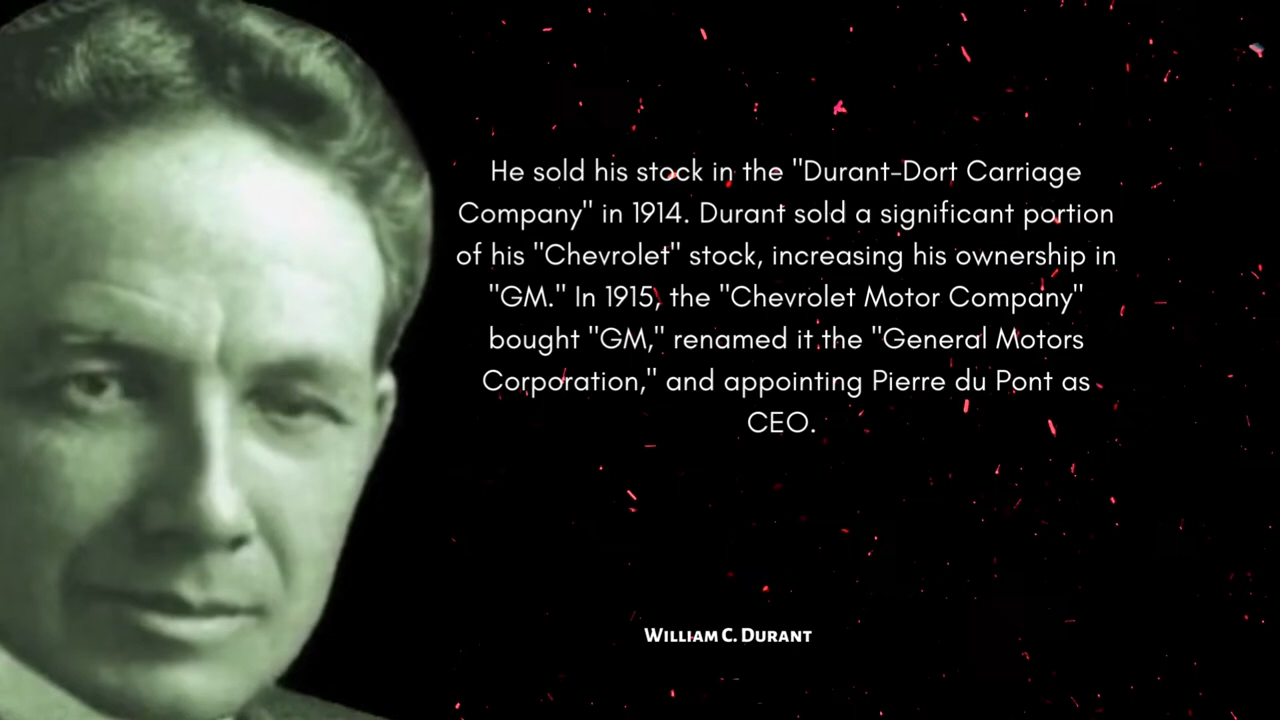 He sold his stock in the "Durant-Dort Carriage
Company" in 1914. Durant sold a significant portion
of his "Chevrolet" stock, increasing his ownership in
"GM." In 1915, the "Chevrolet Motor Company"
bought "GM," renamed it the "General Motors
Corporation," and appointing Pierre du Pont as
CEO.
William C. Durant